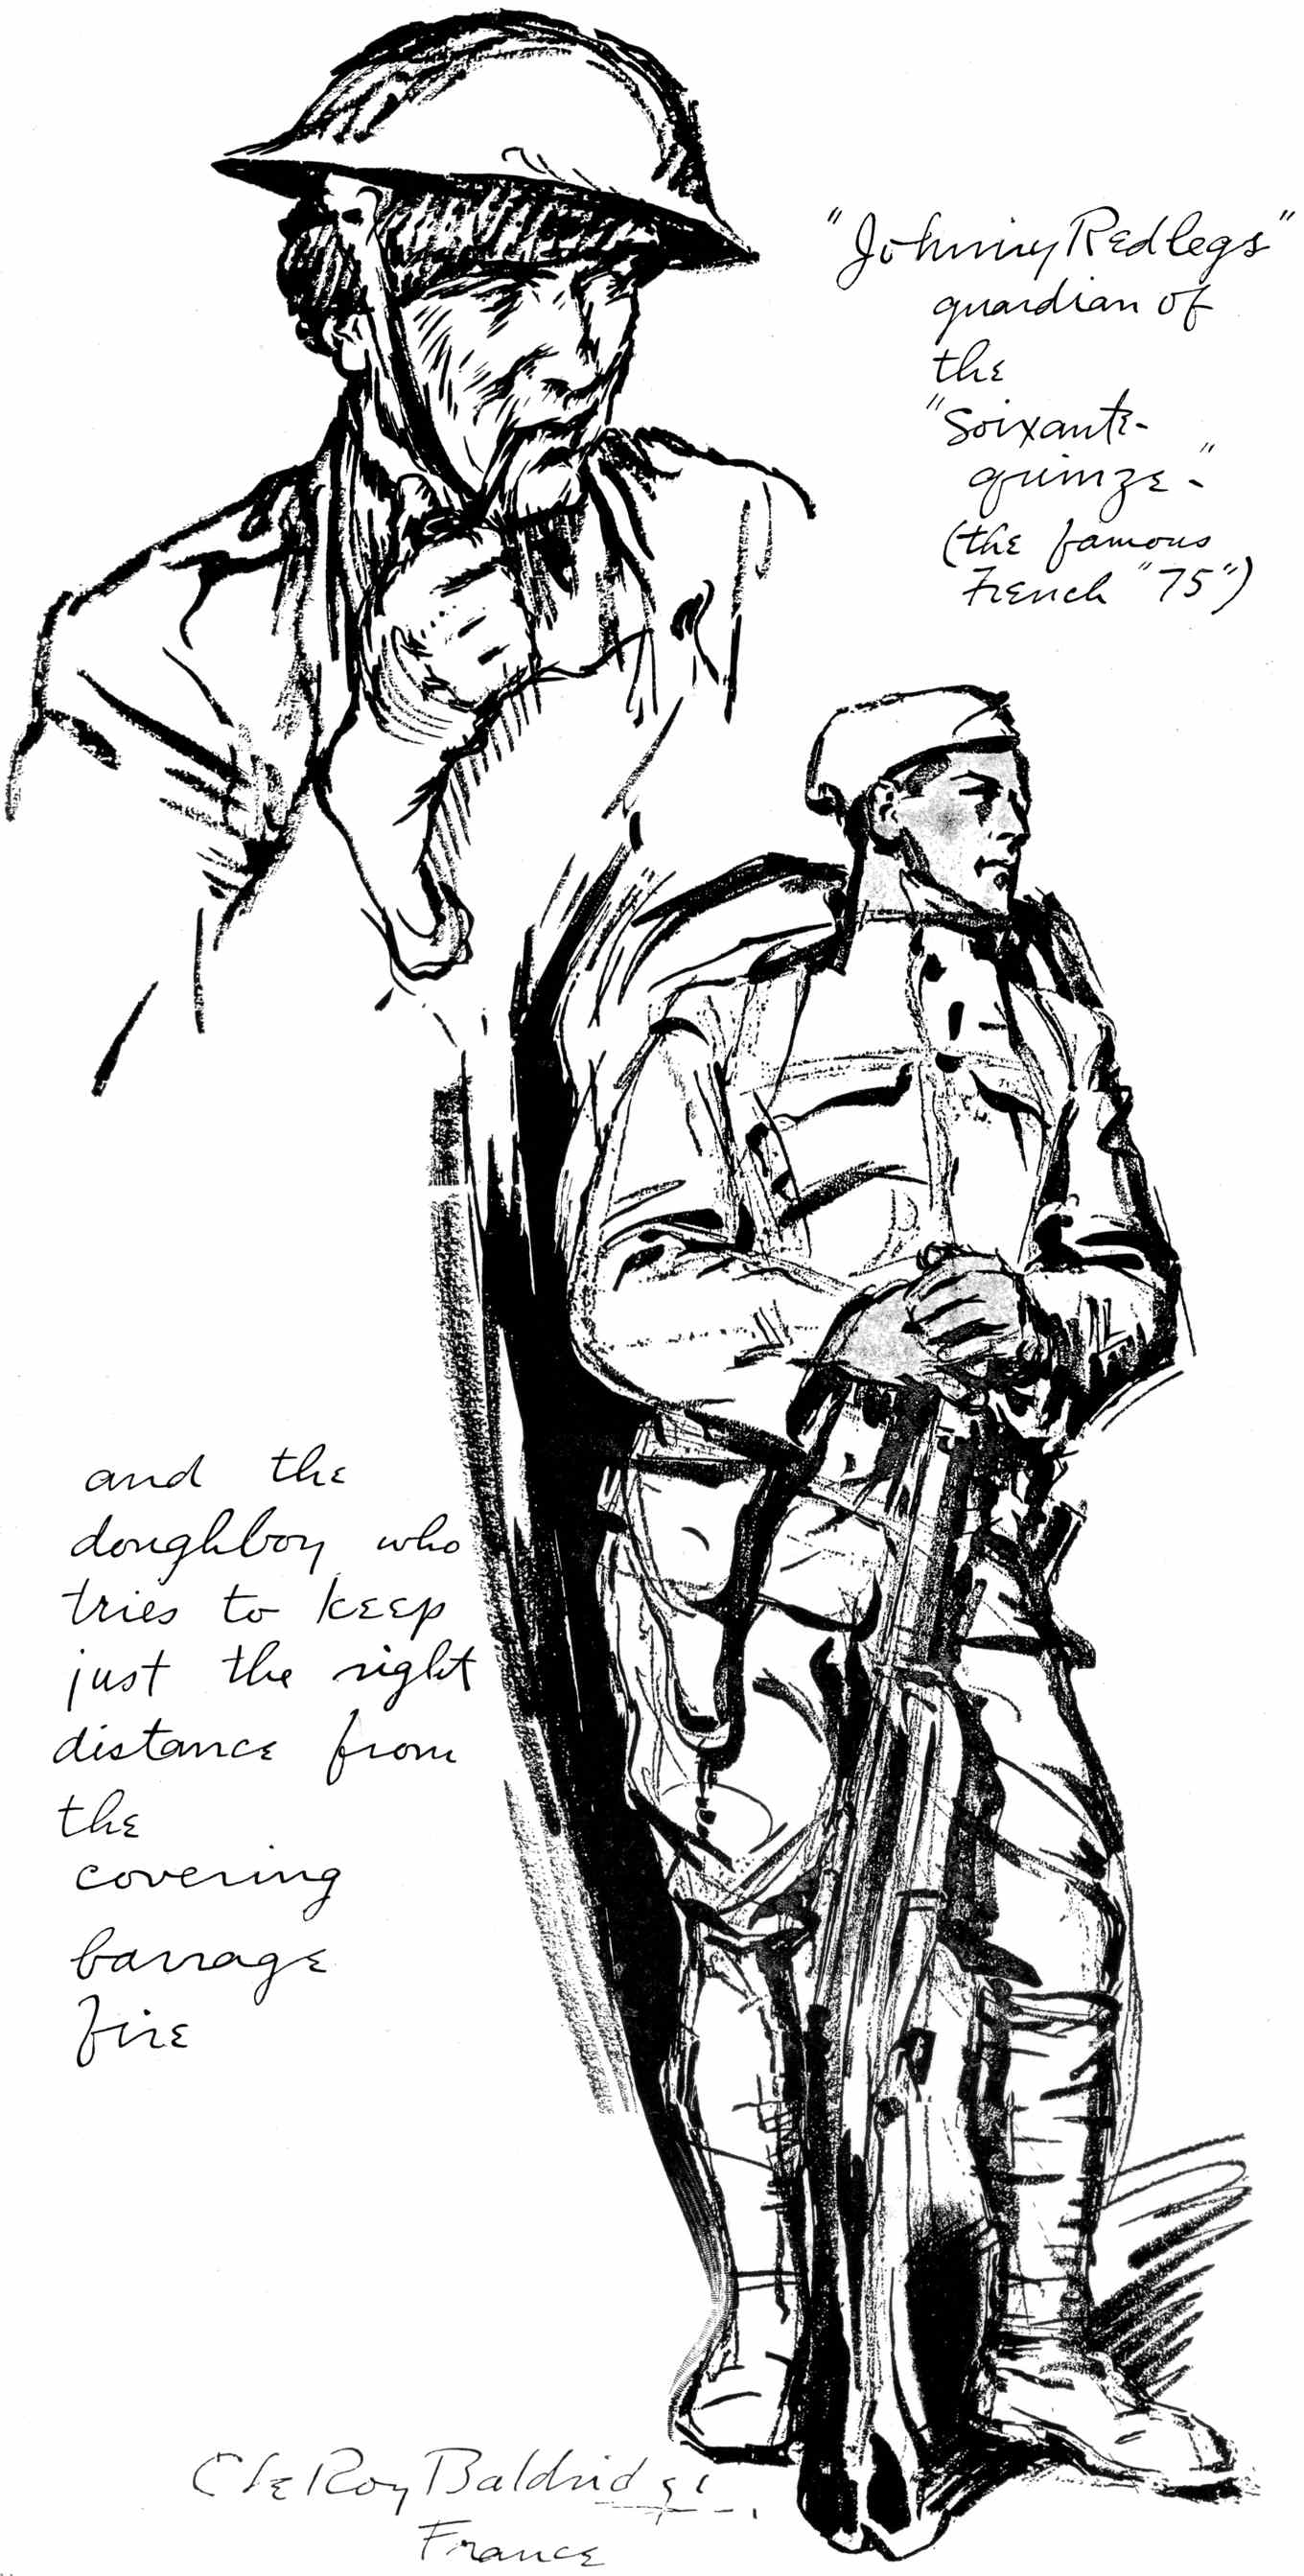 "Johnny Redlegs"
guardian of
the
"Soixante-
quinze-"
(the famous
French "75")
and the
doughboy who
tries to keep
just the right
distance from
the
covering
barrage
fire
C LeRoy Baldridge
France